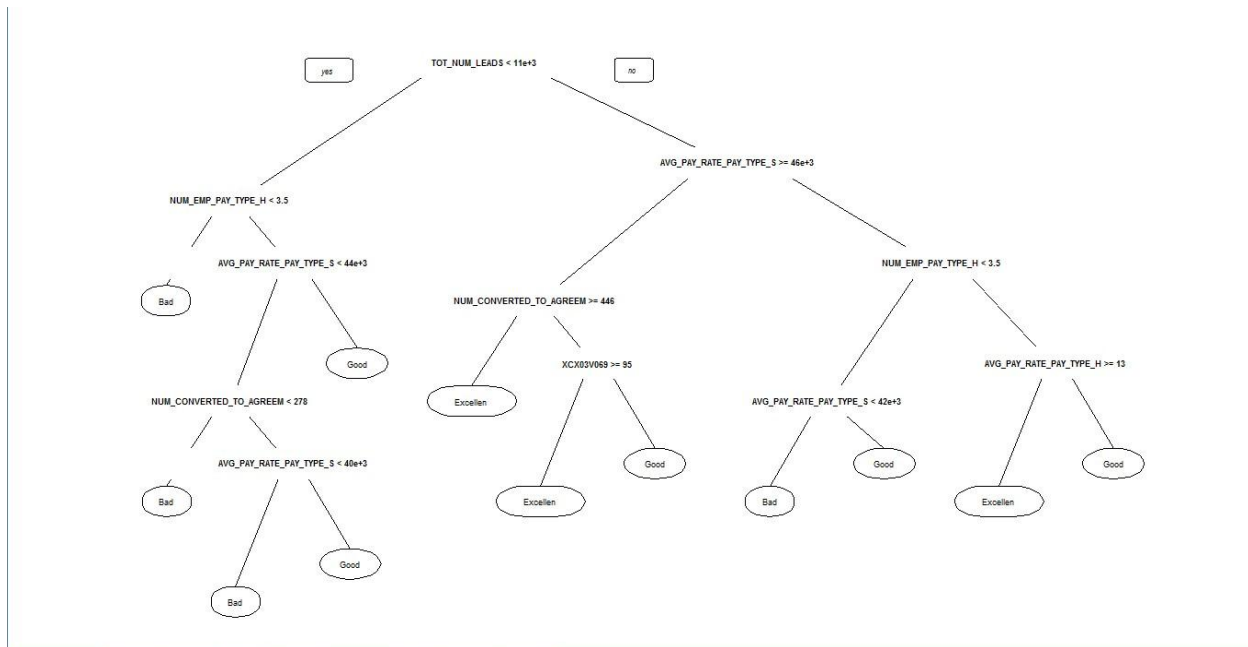 yes
TOT_NUM_LEADS < 11e+3
no
AVG_PAY_RATE_PAY_TYPE_S >= 46e+3
NUM_EMP_PAY_TYPE_H < 3.5
AVG_PAY_RATE_PAY_TYPE_S < 44e+3
NUM_EMP_PAY_TYPE_H < 3.5
Bad
NUM_CONVERTED_TO_AGREEM >= 446
Good
XCX03V069 >= 95
AVG_PAY_RATE_PAY_TYPE_H >= 13
NUM_CONVERTED_TO_AGREEM < 278
Excellen
AVG_PAY_RATE_PAY_TYPE_S < 42e+3
AVG_PAY_RATE_PAY_TYPE_S < 40e+3
Good
Good
Good
Bad
Excellen
Bad
Excellen
Good
Bad